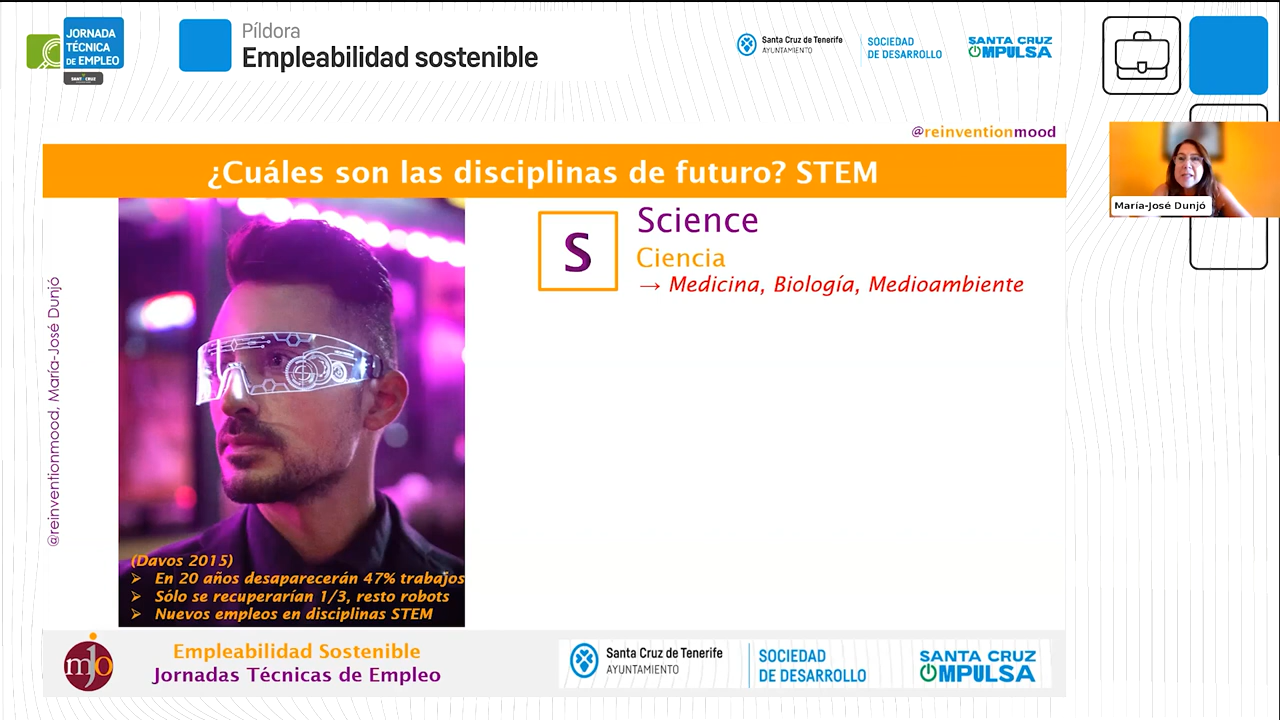 JORNADA
TÉCNICA
DE EMPLEO
SANTA CRUZ
Píldora
Empleabilidad sostenible
Santa Cruz de Tenerife
AYUNTAMIENTO
SOCIEDAD
DE DESARROLLO
SANTA CRUZ
OMPULSA
@reinventionmood
¿Cuáles son las disciplinas de futuro? STEM
María-José Dunjó
S
Science
Ciencia
→ Medicina, Biología, Medioambiente
@reinventionmood, María-José Dunjó
(Davos 2015)
➢ En 20 años desaparecerán 47% trabajos
➢ Sólo se recuperarían 1/3, resto robots
➢ Nuevos empleos en disciplinas STEM
mjo
Empleabilidad Sostenible
Jornadas Técnicas de Empleo
Santa Cruz de Tenerife
AYUNTAMIENTO
SOCIEDAD
DE DESARROLLO
SANTA CRUZ
OMPULSA